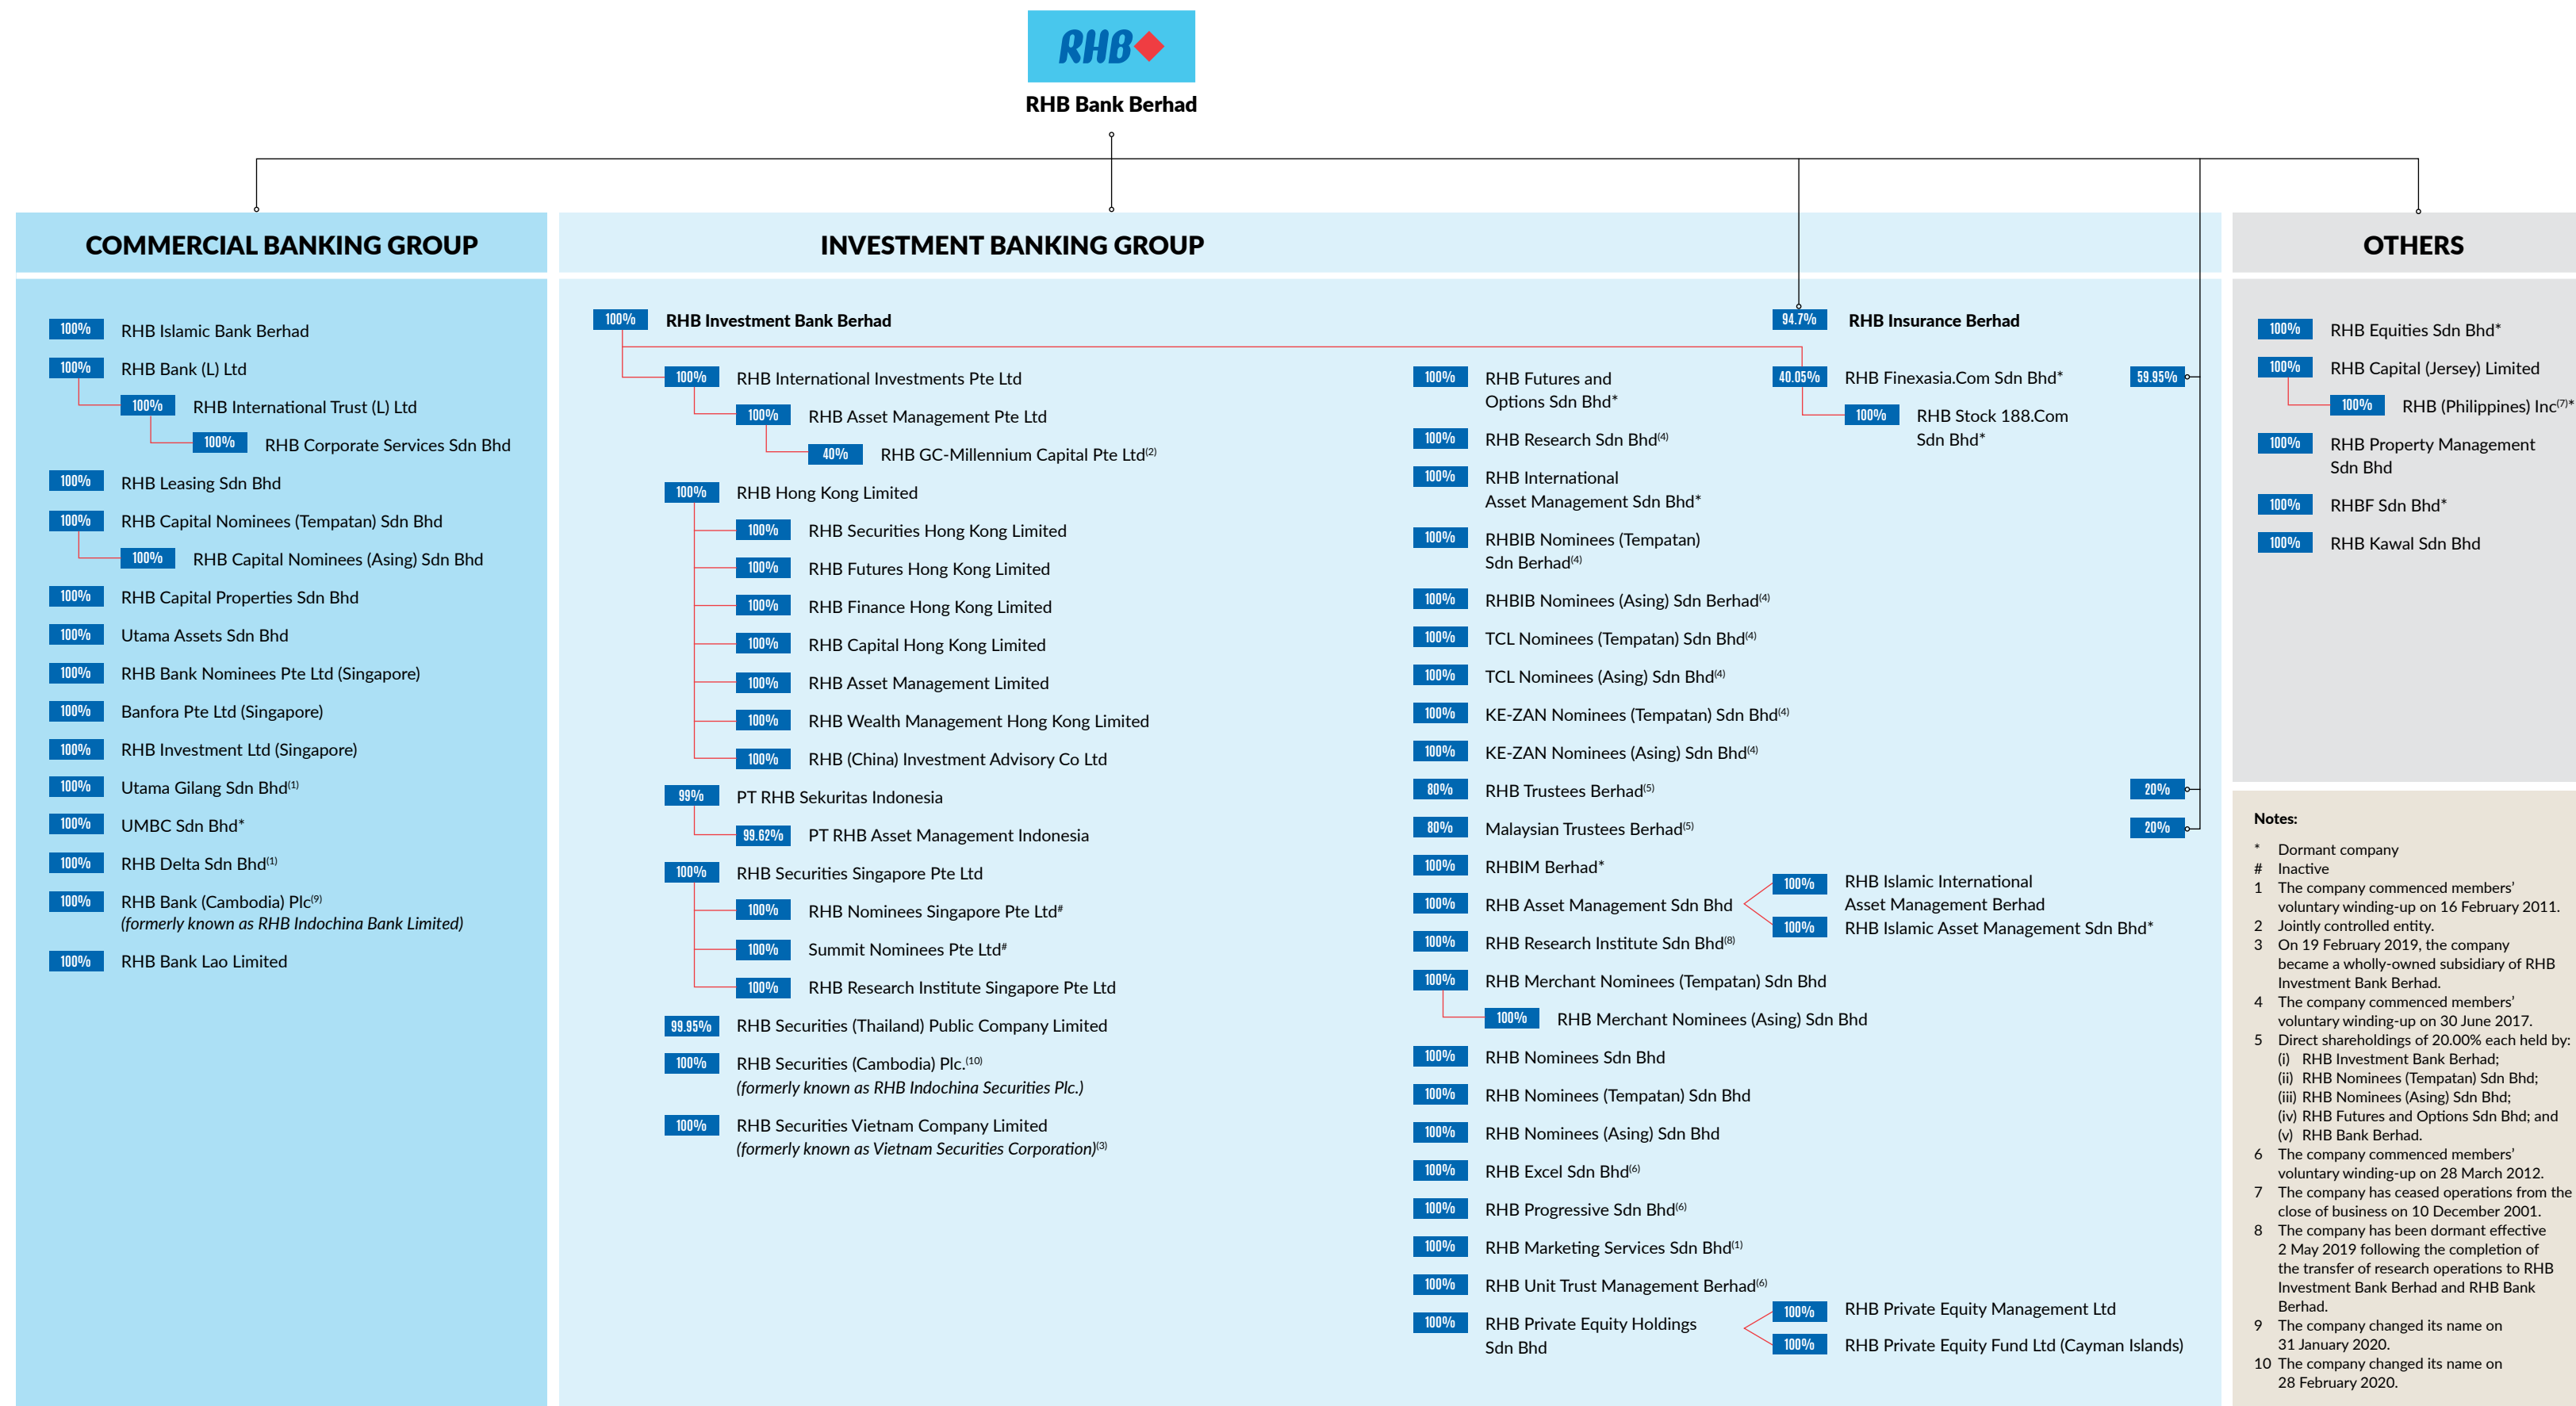 RHB
RHB Bank Berhad
COMMERCIAL BANKING GROUP
100% RHB Islamic Bank Berhad
100% RHB Bank (L) Ltd
100% RHB International Trust (L) Ltd
100% RHB Corporate Services Sdn Bhd
100% RHB Leasing Sdn Bhd
100% RHB Capital Nominees (Tempatan) Sdn Bhd
100% RHB Capital Nominees (Asing) Sdn Bhd
100% RHB Capital Properties Sdn Bhd
100% Utama Assets Sdn Bhd
100% RHB Bank Nominees Pte Ltd (Singapore)
100% Banfora Pte Ltd (Singapore)
100% RHB Investment Ltd (Singapore)
100% Utama Gilang Sdn Bhd(1)
100% UMBC Sdn Bhd*
100% RHB Delta Sdn Bhd(1)
100% RHB Bank (Cambodia) Plc(9)
(formerly known as RHB Indochina Bank Limited)
100% RHB Bank Lao Limited
INVESTMENT BANKING GROUP
100% RHB Investment Bank Berhad
100% RHB International Investments Pte Ltd
100% RHB Asset Management Pte Ltd
40% RHB GC-Millennium Capital Pte Ltd(2)
100% RHB Hong Kong Limited
100% RHB Securities Hong Kong Limited
100% RHB Futures Hong Kong Limited
100% RHB Finance Hong Kong Limited
100% RHB Capital Hong Kong Limited
100% RHB Asset Management Limited
100% RHB Wealth Management Hong Kong Limited
100% RHB (China) Investment Advisory Co Ltd
99% PT RHB Sekuritas Indonesia
99.62% PT RHB Asset Management Indonesia
100% RHB Securities Singapore Pte Ltd
100% RHB Nominees Singapore Pte Ltd#
100% Summit Nominees Pte Ltd#
100% RHB Research Institute Singapore Pte Ltd
99.95% RHB Securities (Thailand) Public Company Limited
100% RHB Securities (Cambodia) Plc.(10)
(formerly known as RHB Indochina Securities Plc.)
100% RHB Securities Vietnam Company Limited
(formerly known as Vietnam Securities Corporation)(3)
100% RHB Futures and
Options Sdn Bhd*
100% RHB Research Sdn Bhd(4)
100% RHB International
Asset Management Sdn Bhd*
100% RHBIB Nominees (Tempatan)
Sdn Berhad(4)
100% RHBIB Nominees (Asing) Sdn Berhad(4)
100% TCL Nominees (Tempatan) Sdn Bhd(4)
100% TCL Nominees (Asing) Sdn Bhd(4)
100% KE-ZAN Nominees (Tempatan) Sdn Bhd(4)
100% KE-ZAN Nominees (Asing) Sdn Bhd(4)
80% RHB Trustees Berhad(5) 20%
80% Malaysian Trustees Berhad(5) 20%
100% RHBIM Berhad*
100% RHB Asset Management Sdn Bhd
100% RHB Islamic International
Asset Management Berhad
100% RHB Islamic Asset Management Sdn Bhd*
100% RHB Research Institute Sdn Bhd(8)
100% RHB Merchant Nominees (Tempatan) Sdn Bhd
100% RHB Merchant Nominees (Asing) Sdn Bhd
100% RHB Nominees Sdn Bhd
100% RHB Nominees (Tempatan) Sdn Bhd
100% RHB Nominees (Asing) Sdn Bhd
100% RHB Excel Sdn Bhd(6)
100% RHB Progressive Sdn Bhd(6)
100% RHB Marketing Services Sdn Bhd(1)
100% RHB Unit Trust Management Berhad(6)
100% RHB Private Equity Holdings
Sdn Bhd
100% RHB Private Equity Management Ltd
100% RHB Private Equity Fund Ltd (Cayman Islands)
94.7% RHB Insurance Berhad
40.05% RHB Finexasia.Com Sdn Bhd* 59.95%
100% RHB Stock 188.Com
Sdn Bhd*
OTHERS
100% RHB Equities Sdn Bhd*
100% RHB Capital (Jersey) Limited
100% RHB (Philippines) Inc(7)*
100% RHB Property Management
Sdn Bhd
100% RHBF Sdn Bhd*
100% RHB Kawal Sdn Bhd
Notes:
* Dormant company
# Inactive
1 The company commenced members'
voluntary winding-up on 16 February 2011.
2 Jointly controlled entity.
3 On 19 February 2019, the company
became a wholly-owned subsidiary of RHB
Investment Bank Berhad.
4 The company commenced members'
voluntary winding-up on 30 June 2017.
5 Direct shareholdings of 20.00% each held by:
(i) RHB Investment Bank Berhad;
(ii) RHB Nominees (Tempatan) Sdn Bhd;
(iii) RHB Nominees (Asing) Sdn Bhd;
(iv) RHB Futures and Options Sdn Bhd; and
(v) RHB Bank Berhad.
6 The company commenced members'
voluntary winding-up on 28 March 2012.
7 The company has ceased operations from the
close of business on 10 December 2001.
8 The company has been dormant effective
2 May 2019 following the completion of
the transfer of research operations to RHB
Investment Bank Berhad and RHB Bank
Berhad.
9 The company changed its name on
31 January 2020.
10 The company changed its name on
28 February 2020.